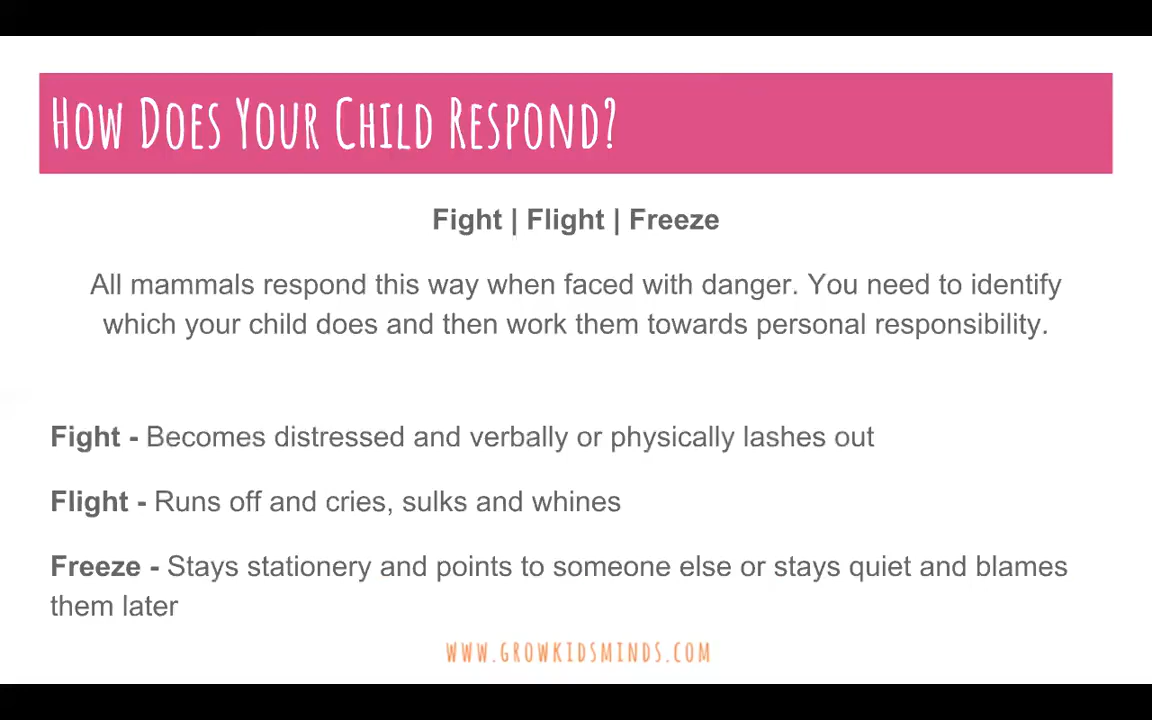 How Does Your Child Respond?
Fight | Flight | Freeze
All mammals respond this way when faced with danger. You need to identify
which your child does and then work them towards personal responsibility.
Fight - Becomes distressed and verbally or physically lashes out
Flight - Runs off and cries, sulks and whines
Freeze - Stays stationery and points to someone else or stays quiet and blames
them later
www.growkidsminds.com